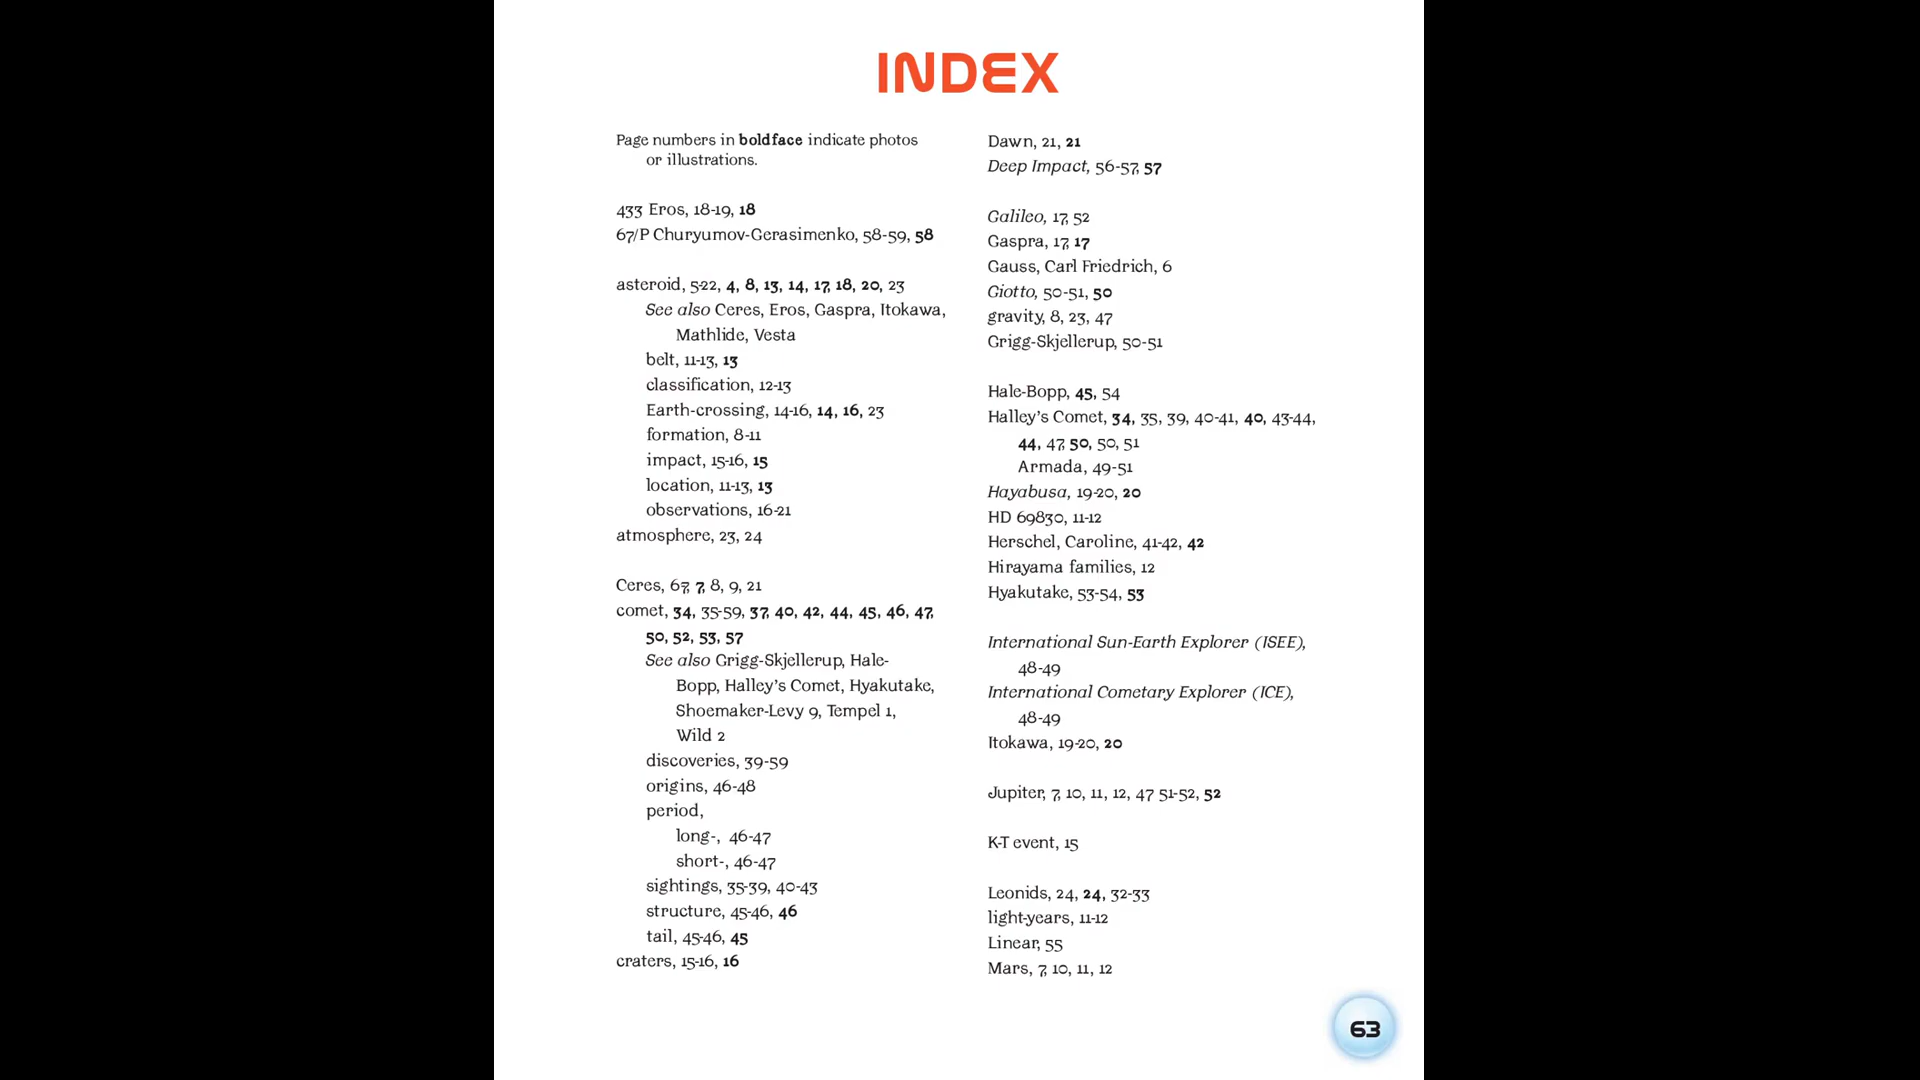 INDEX
Page numbers in boldface indicate photos
or illustrations.
433 Eros, 18-19, 18
67/P Churyumov-Gerasimenko, 58-59, 58
asteroid, 5-22, 4, 8, 13, 14, 17, 18, 20, 23
See also Ceres, Eros, Gaspra, Itokawa,
Mathlide, Vesta
belt, 11-13, 13
classification, 12-13
Earth-crossing, 14-16, 14, 16, 23
formation, 8-11
impact, 15-16, 15
location, 11-13, 13
observations, 16-21
atmosphere, 23, 24
Ceres, 67, 7, 8, 9, 21
comet, 34, 35-59, 37, 40, 42, 44, 45, 46, 47,
50, 52, 53, 57
See also Grigg-Skjellerup, Hale-
Bopp, Halley's Comet, Hyakutake,
Shoemaker-Levy 9, Tempel 1,
Wild 2
discoveries, 39-59
origins, 46-48
period,
long-, 46-47
short-, 46-47
sightings, 35-39, 40-43
structure, 45-46, 46
tail, 45-46, 45
craters, 15-16, 16
Dawn, 21, 21
Deep Impact, 56-57, 57
Galileo, 17, 52
Gaspra, 17, 17
Gauss, Carl Friedrich, 6
Giotto, 50-51, 50
gravity, 8, 23, 47
Grigg-Skjellerup, 50-51
Hale-Bopp, 45, 54
Halley's Comet, 34, 35, 39, 40-41, 40, 43-44,
44, 47, 50, 50, 51
Armada, 49-51
Hayabusa, 19-20, 20
HD 69830, 11-12
Herschel, Caroline, 41-42, 42
Hirayama families, 12
Hyakutake, 53-54, 53
International Sun-Earth Explorer (ISEE),
48-49
International Cometary Explorer (ICE),
48-49
Itokawa, 19-20, 20
Jupiter, 7, 10, 11, 12, 47 51-52, 52
K-T event, 15
Leonids, 24, 24, 32-33
light-years, 11-12
Linear, 55
Mars, 7, 10, 11, 12
63